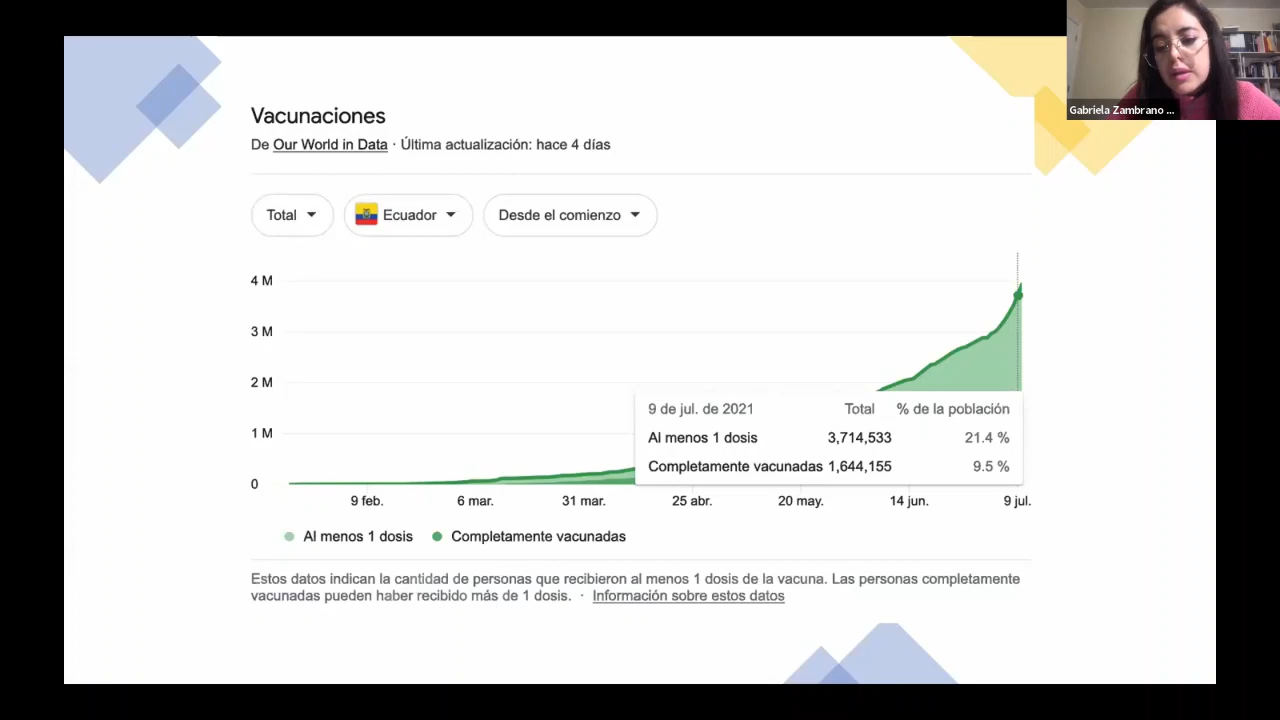 Gabriela Zambrano ...
Vacunaciones
De Our World in Data · Última actualización: hace 4 días
Total Ecuador Desde el comienzo
4 M
3 M
2 M
1 M
0
9 de jul. de 2021 Total % de la población
Al menos 1 dosis 3,714,533 21.4 %
Completamente vacunadas 1,644,155 9.5 %
9 feb. 6 mar. 31 mar. 25 abr. 20 may. 14 jun. 9 jul.
Al menos 1 dosis Completamente vacunadas
Estos datos indican la cantidad de personas que recibieron al menos 1 dosis de la vacuna. Las personas completamente
vacunadas pueden haber recibido más de 1 dosis. · Información sobre estos datos